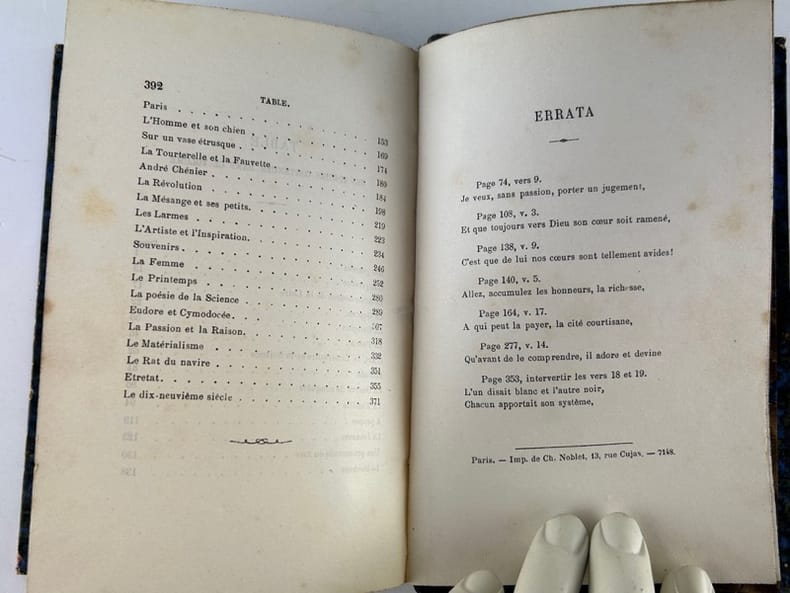 392
TABLE.
Paris . . . . . . . . . . . . 153
L'Homme et son chien . . . . . . . . 169
Sur un vase étrusque . . . . . . . . 174
La Tourterelle et la Fauvette . . . . . . . 180
André Chénier . . . . . . . . . . 184
La Révolution . . . . . . . . . . 198
La Mésange et ses petits. . . . . . . . 219
Les Larmes . . . . . . . . . . . 223
L'Artiste et l'Inspiration. . . . . . . . 234
Souvenirs. . . . . . . . . . . . 246
La Femme . . . . . . . . . . . 252
Le Printemps . . . . . . . . . . 280
La poésie de la Science . . . . . . . . 289
Eudore et Cymodocée. . . . . . . . . 307
La Passion et la Raison. . . . . . . . 318
Le Matérialisme . . . . . . . . . . 332
Le Rat du navire . . . . . . . . . . 351
Etretat. . . . . . . . . . . . . 355
Le dix-neuvième siècle . . . . . . . . 371
ERRATA
Page 74, vers 9.
Je veux, sans passion, porter un jugement,
Page 108, v. 3.
Et que toujours vers Dieu son cœur soit ramené,
Page 138, v. 9.
C'est que de lui nos cœurs sont tellement avides!
Page 140, v. 5.
Allez, accumulez les honneurs, la richesse,
Page 164, v. 17.
A qui peut la payer, la cité courtisane,
Page 277, v. 14.
Qu'avant de le comprendre, il adore et devine
Page 353, intervertir les vers 18 et 19.
L'un disait blanc et l'autre noir,
Chacun apportait son système,
Paris. — Imp. de Ch. Noblet, 13, rue Cujas. — 7148.